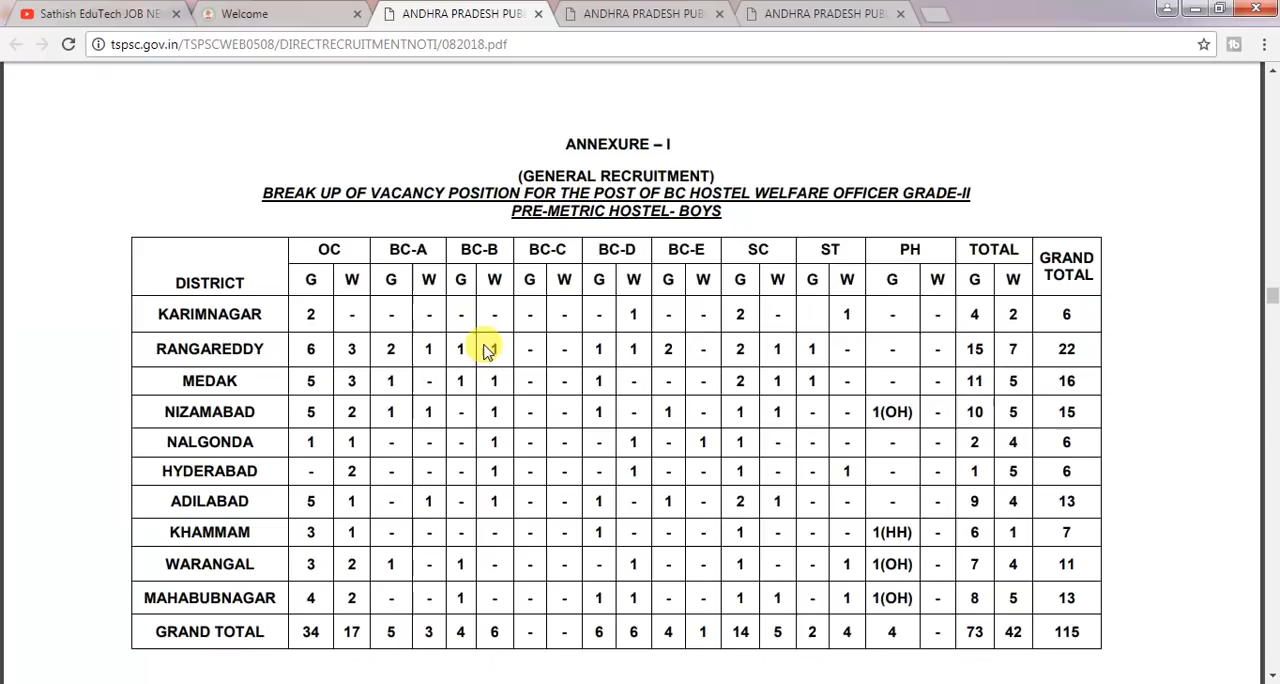 Sathish EduTech JOB NE
Welcome
ANDHRA PRADESH PUB
ANDHRA PRADESH PUB
ANDHRA PRADESH PUB
tspsc.gov.in/TSPSCWEB0508/DIRECTRECRUITMENTNOTI/082018.pdf
ANNEXURE – I
(GENERAL RECRUITMENT)
BREAK UP OF VACANCY POSITION FOR THE POST OF BC HOSTEL WELFARE OFFICER GRADE-II
PRE-METRIC HOSTEL- BOYS
DISTRICT OC BC-A BC-B BC-C BC-D BC-E SC ST PH TOTAL GRAND TOTAL
G W G W G W G W G W G W G W G W G W G W
KARIMNAGAR 2 - - - - - - - - 1 - - 2 - 1 - - 4 2 6
RANGAREDDY 6 3 2 1 1 1 - - 1 1 2 - 2 1 1 - - - 15 7 22
MEDAK 5 3 1 - 1 1 - - 1 - - - 2 1 1 - - - 11 5 16
NIZAMABAD 5 2 1 1 - 1 - - 1 - 1 - 1 1 - - 1(OH) - 10 5 15
NALGONDA 1 1 - - - 1 - - - 1 - 1 1 - - - - - 2 4 6
HYDERABAD - 2 - - - 1 - - - 1 - - 1 - - 1 - - 1 5 6
ADILABAD 5 1 - 1 - 1 - - 1 - 1 - 2 1 - - - - 9 4 13
KHAMMAM 3 1 - - - - - - 1 - - - 1 - - - 1(HH) - 6 1 7
WARANGAL 3 2 1 - 1 - - - - 1 - - 1 - - 1 1(OH) - 7 4 11
MAHABUBNAGAR 4 2 - - 1 - - - 1 1 - - 1 1 - 1 1(OH) - 8 5 13
GRAND TOTAL 34 17 5 3 4 6 - - 6 6 4 1 14 5 2 4 4 - 73 42 115